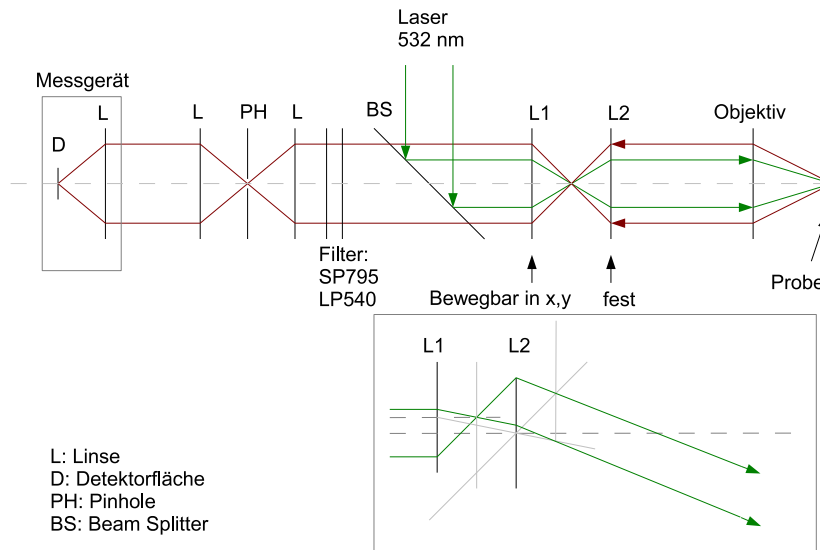 Laser
532 nm
Messgerät
D
L
L
PH
L
BS
L1
L2
Objektiv
Filter:
SP795
LP540
Bewegbar in x,y
fest
Probe
L1
L2
L: Linse
D: Detektorfläche
PH: Pinhole
BS: Beam Splitter